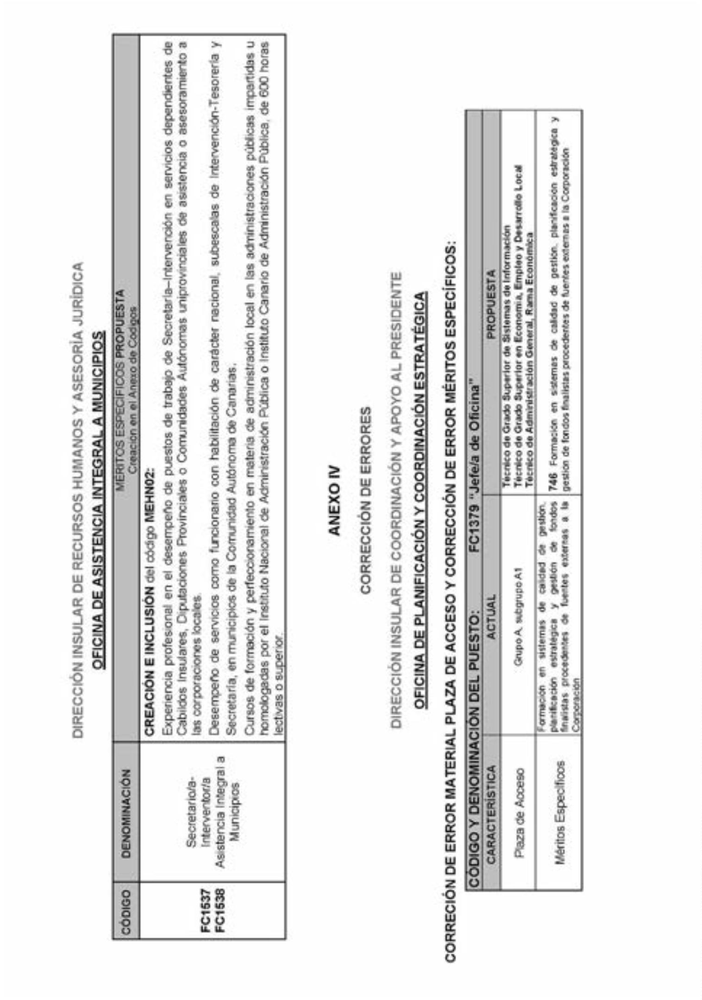 DIRECCIÓN INSULAR DE RECURSOS HUMANOS Y ASESORÍA JURÍDICA
OFICINA DE ASISTENCIA INTEGRAL A MUNICIPIOS
CÓDIGO
DENOMINACIÓN
MÉRITOS ESPECÍFICOS PROPUESTA
Creación en el Anexo de Códigos
FC1537
FC1538
Secretario/a-
Interventor/a
Asistencia Integral a
Municipios
CREACIÓN E INCLUSIÓN del código MEHN02:
Experiencia profesional en el desempeño de puestos de trabajo de Secretaría–Intervención en servicios dependientes de
Cabildos Insulares, Diputaciones Provinciales o Comunidades Autónomas uniprovinciales de asistencia o asesoramiento a
las corporaciones locales.
Desempeño de servicios como funcionario con habilitación de carácter nacional, subescalas de Intervención-Tesorería y
Secretaría, en municipios de la Comunidad Autónoma de Canarias.
Cursos de formación y perfeccionamiento en materia de administración local en las administraciones públicas impartidas u
homologadas por el Instituto Nacional de Administración Pública o Instituto Canario de Administración Pública, de 600 horas
lectivas o superior.
ANEXO IV
CORRECCIÓN DE ERRORES
DIRECCIÓN INSULAR DE COORDINACIÓN Y APOYO AL PRESIDENTE
OFICINA DE PLANIFICACIÓN Y COORDINACIÓN ESTRATÉGICA
CORRECIÓN DE ERROR MATERIAL PLAZA DE ACCESO Y CORRECCIÓN DE ERROR MÉRITOS ESPECÍFICOS:
CÓDIGO Y DENOMINACIÓN DEL PUESTO: FC1379 "Jefe/a de Oficina"
CARACTERÍSTICA
ACTUAL
PROPUESTA
Plaza de Acceso
Grupo A, subgrupo A1
Técnico de Grado Superior de Sistemas de Información
Técnico de Grado Superior en Economía, Empleo y Desarrollo Local
Técnico de Administración General, Rama Económica
Méritos Específicos
Formación en sistemas de calidad de gestión,
planificación estratégica y gestión de fondos
finalistas procedentes de fuentes externas a la
Corporación
746 Formación en sistemas de calidad de gestión, planificación estratégica y
gestión de fondos finalistas procedentes de fuentes externas a la Corporación